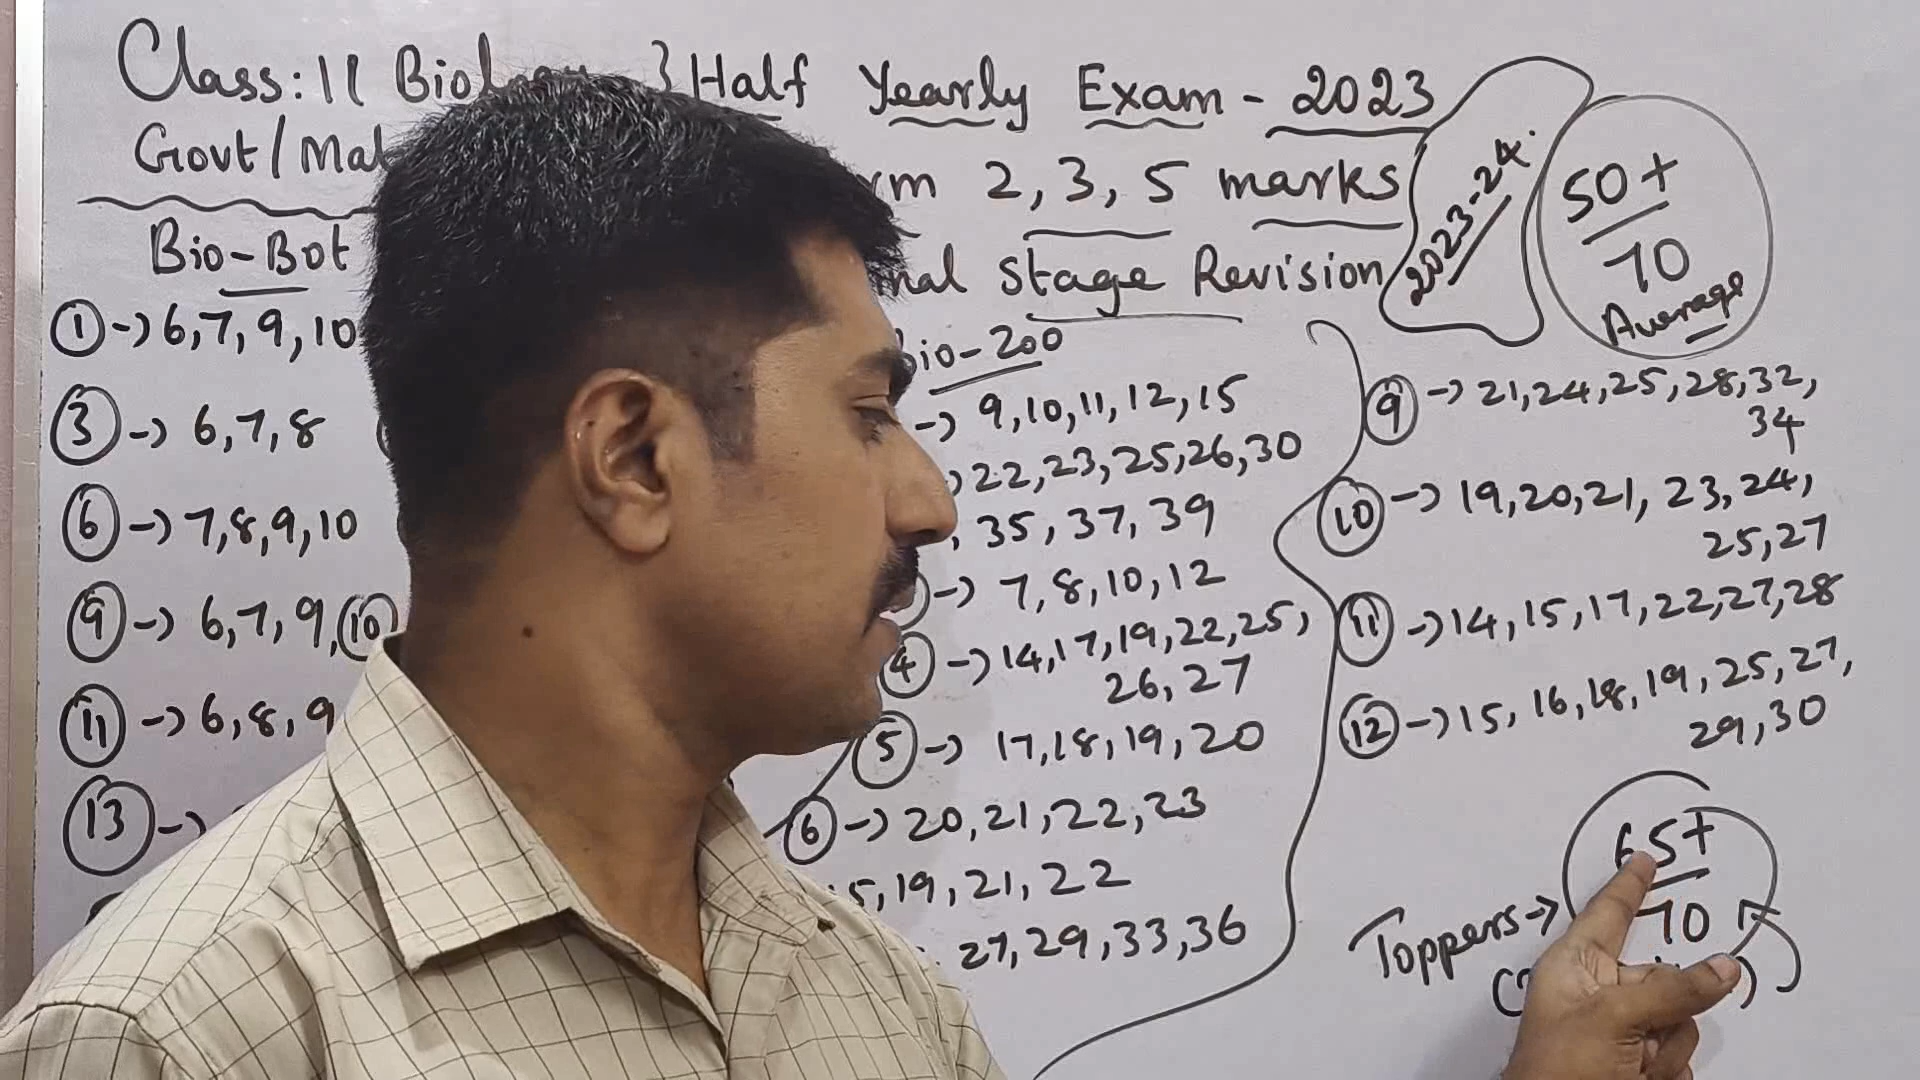 Class: 11 Biology Half Yearly Exam - 2023
Govt / Mat
2, 3, 5 marks
2023-24.
50+
70
Average
Bio-Bot
Stage Revision
① -> 6, 7, 9, 10
③ -> 6, 7, 8
⑥ -> 7, 8, 9, 10
⑨ -> 6, 7, 9, ⑩
⑪ -> 6, 8, 9
⑬ ->
Bio-Zoo
-> 9, 10, 11, 12, 15
22, 23, 25, 26, 30
, 35, 37, 39
-> 7, 8, 10, 12
④ -> 14, 17, 19, 22, 25,
26, 27
⑤ -> 17, 18, 19, 20
⑥ -> 20, 21, 22, 23
5, 19, 21, 22
27, 29, 33, 36
⑨ -> 21, 24, 25, 28, 32,
34
⑩ -> 19, 20, 21, 23, 24,
25, 27
⑪ -> 14, 15, 17, 22, 27, 28
⑫ -> 15, 16, 18, 19, 25, 27,
29, 30
65+
70
Toppers ->